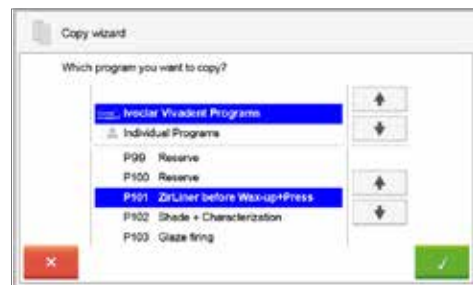 Copy wizard
Which program you want to copy?
Ivoclar Vivadent Programs
Individual Programs
P99 Reserve
P100 Reserve
P101 ZirLiner before Wax-up+Press
P102 Shade + Characterization
P103 Glaze firing